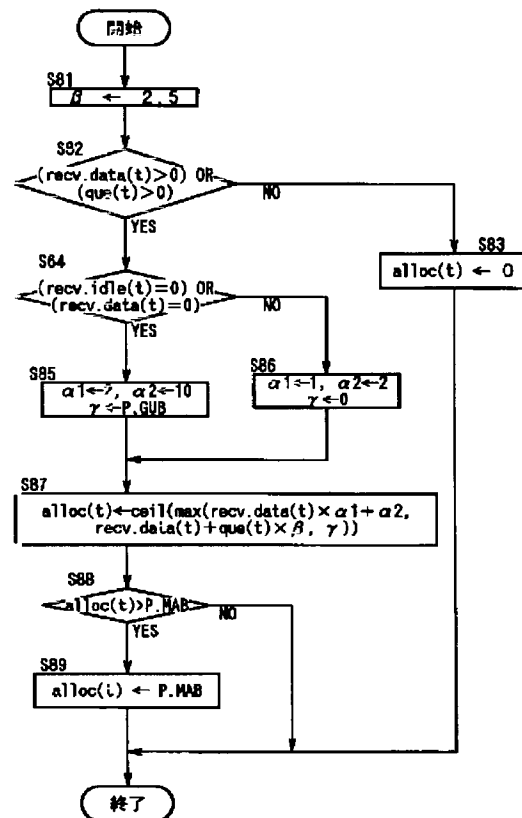 開始
S81
β ← 2.5
S82
(recv.data(t)>0) OR
(que(t)>0)
NO
YES
S83
alloc(t) ← 0
S64
(recv.idle(t)=0) OR
(recv.data(t)=0)
NO
YES
S85
α1←2, α2←10
γ←P.GUB
S86
α1←1, α2←2
γ←0
S87
alloc(t)←ceil(max(recv.data(t)×α1+α2,
recv.data(t)+que(t)×β, γ))
S88
alloc(t)>P.MAB
NO
YES
S89
alloc(t) ← P.MAB
終了